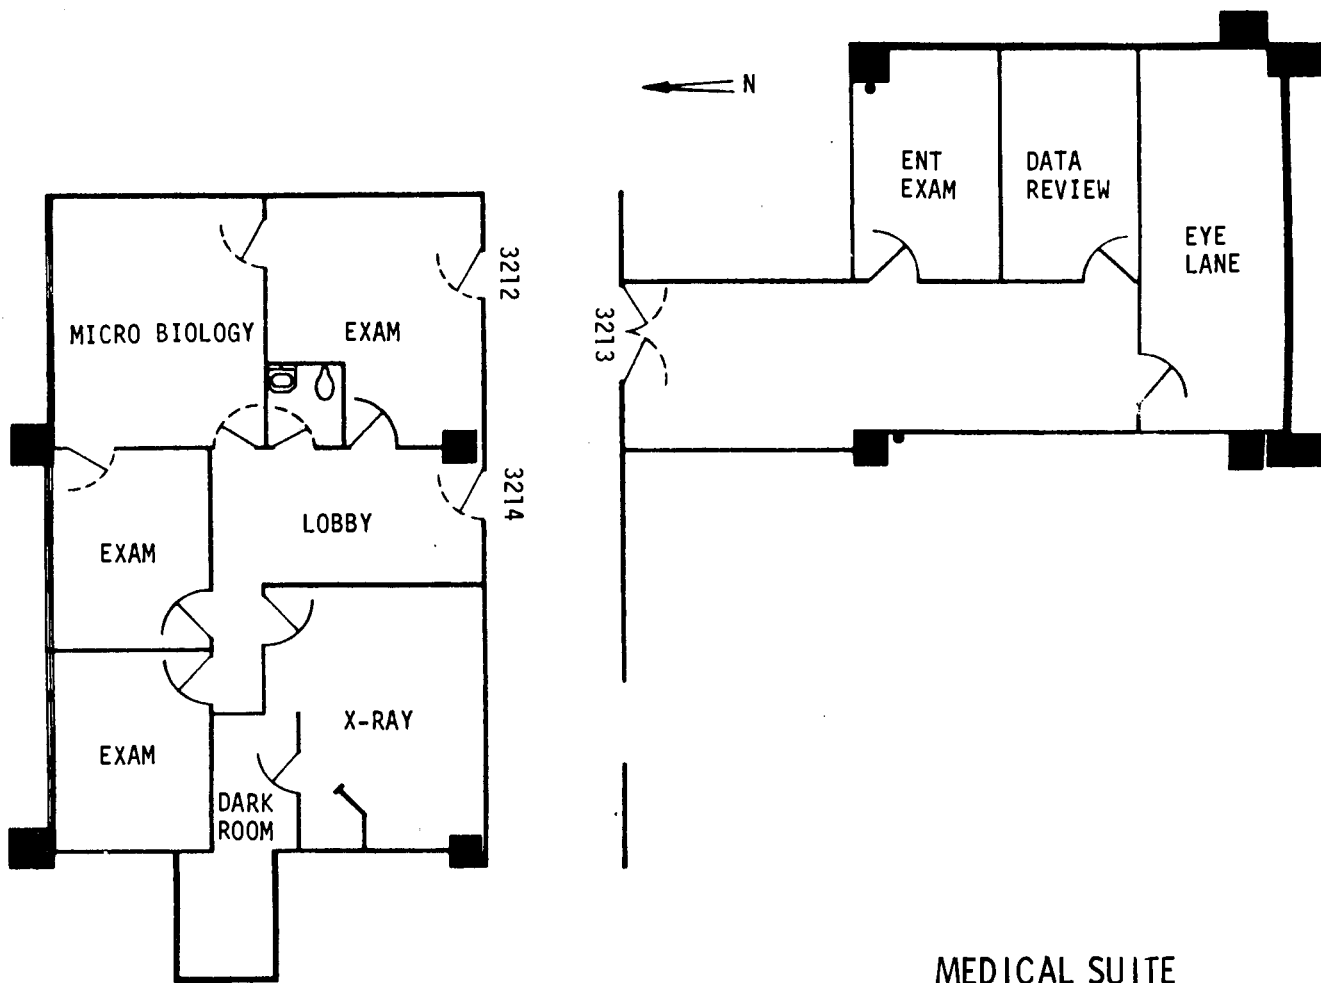 N
ENT
EXAM
DATA
REVIEW
EYE
LANE
3212
3213
MICRO BIOLOGY
EXAM
3214
LOBBY
EXAM
X-RAY
EXAM
DARK
ROOM
MEDICAL SUITE